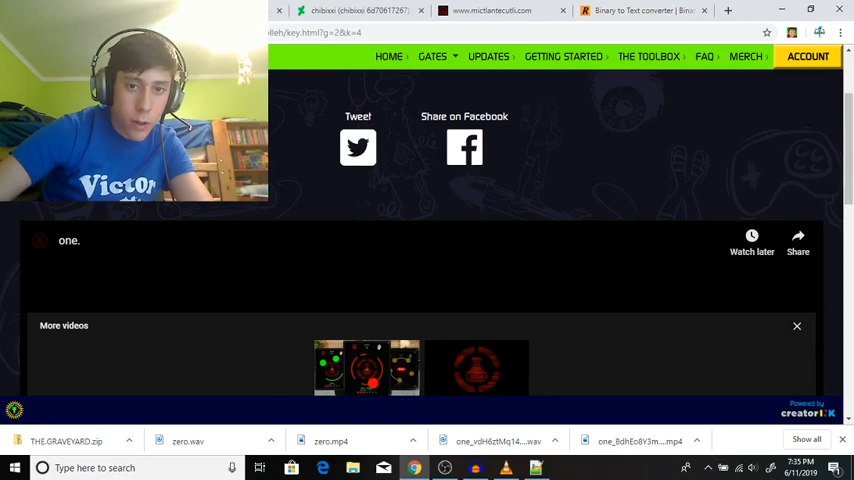 chibixxi (chibixxi 6d70617267)
www.mictlantecutli.com
Binary to Text converter | Binar
olleh/key.html?g=2&k=4
HOME GATES UPDATES GETTING STARTED THE TOOLBOX FAQ MERCH ACCOUNT
Tweet Share on Facebook
Victor
one.
Watch later Share
More videos
Powered by
THE.GRAVEYARD.zip zero.wav zero.mp4 one_vdH6ztMq14....wav one_8dhEo8Y3m....mp4 Show all
Type here to search
7:35 PM
6/11/2019